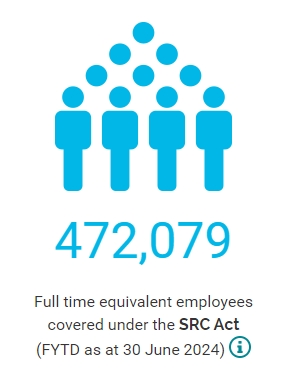 472,079
Full time equivalent employees
covered under the SRC Act
(FYTD as at 30 June 2024) i